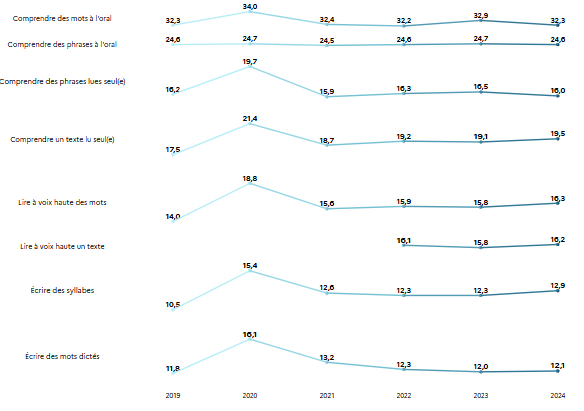 Comprendre des mots à l'oral
32,3 34,0 32,4 32,2 32,9 32,3
Comprendre des phrases à l'oral
24,6 24,7 24,5 24,6 24,7 24,6
Comprendre des phrases lues seul(e)
16,2 19,7 15,9 16,3 16,5 16,0
Comprendre un texte lu seul(e)
17,5 21,4 18,7 19,2 19,1 19,5
Lire à voix haute des mots
14,0 18,8 15,6 15,9 15,8 16,3
Lire à voix haute un texte
16,1 15,8 16,2
Écrire des syllabes
10,5 15,4 12,6 12,3 12,3 12,9
Écrire des mots dictés
11,8 16,1 13,2 12,3 12,0 12,1
2019 2020 2021 2022 2023 2024